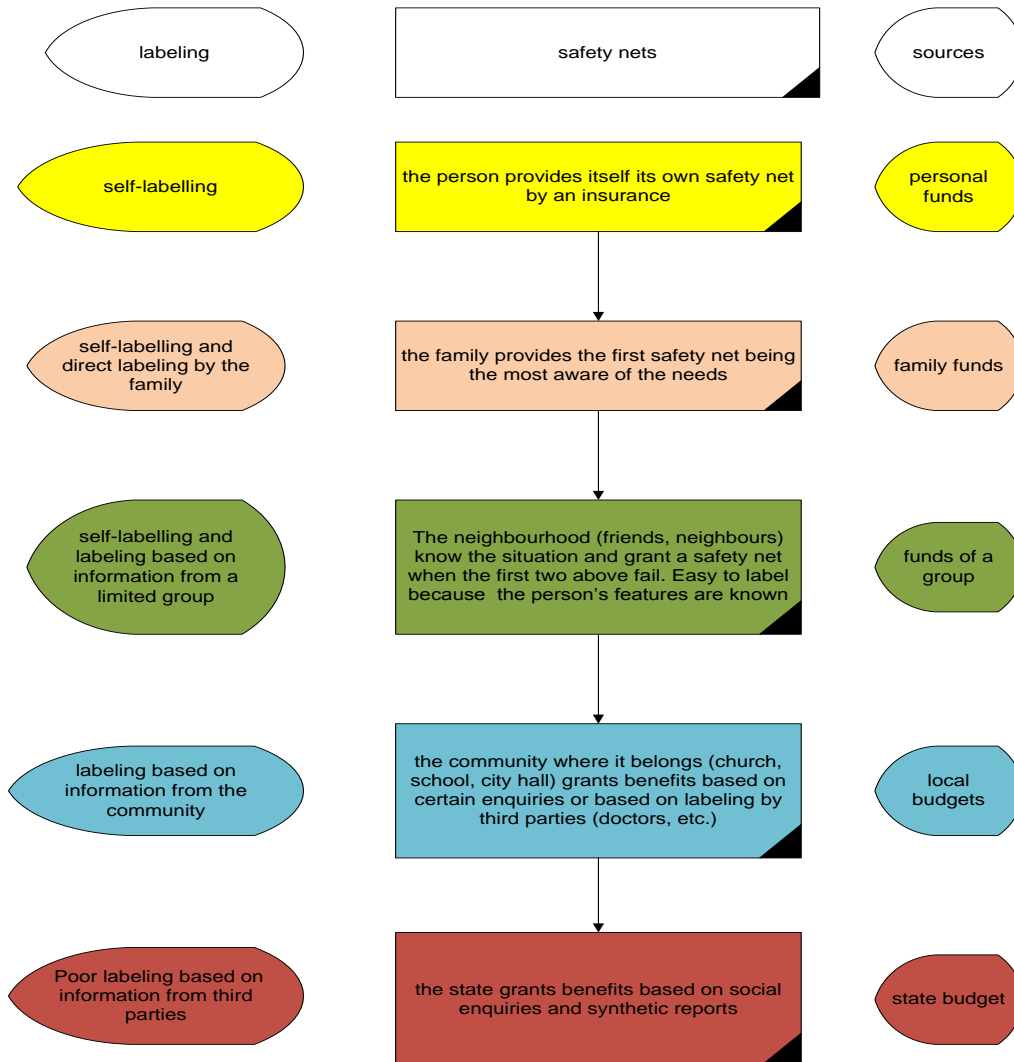 labeling
safety nets
sources
self-labelling
the person provides itself its own safety net
by an insurance
personal
funds
self-labelling and
direct labeling by the
family
the family provides the first safety net being
the most aware of the needs
family funds
self-labelling and
labeling based on
information from a
limited group
The neighbourhood (friends, neighbours)
know the situation and grant a safety net
when the first two above fail. Easy to label
because  the person's features are known
funds of a
group
labeling based on
information from the
community
the community where it belongs (church,
school, city hall) grants benefits based on
certain enquiries or based on labeling by
third parties (doctors, etc.)
local
budgets
Poor labeling based on
information from third
parties
the state grants benefits based on social
enquiries and synthetic reports
state budget